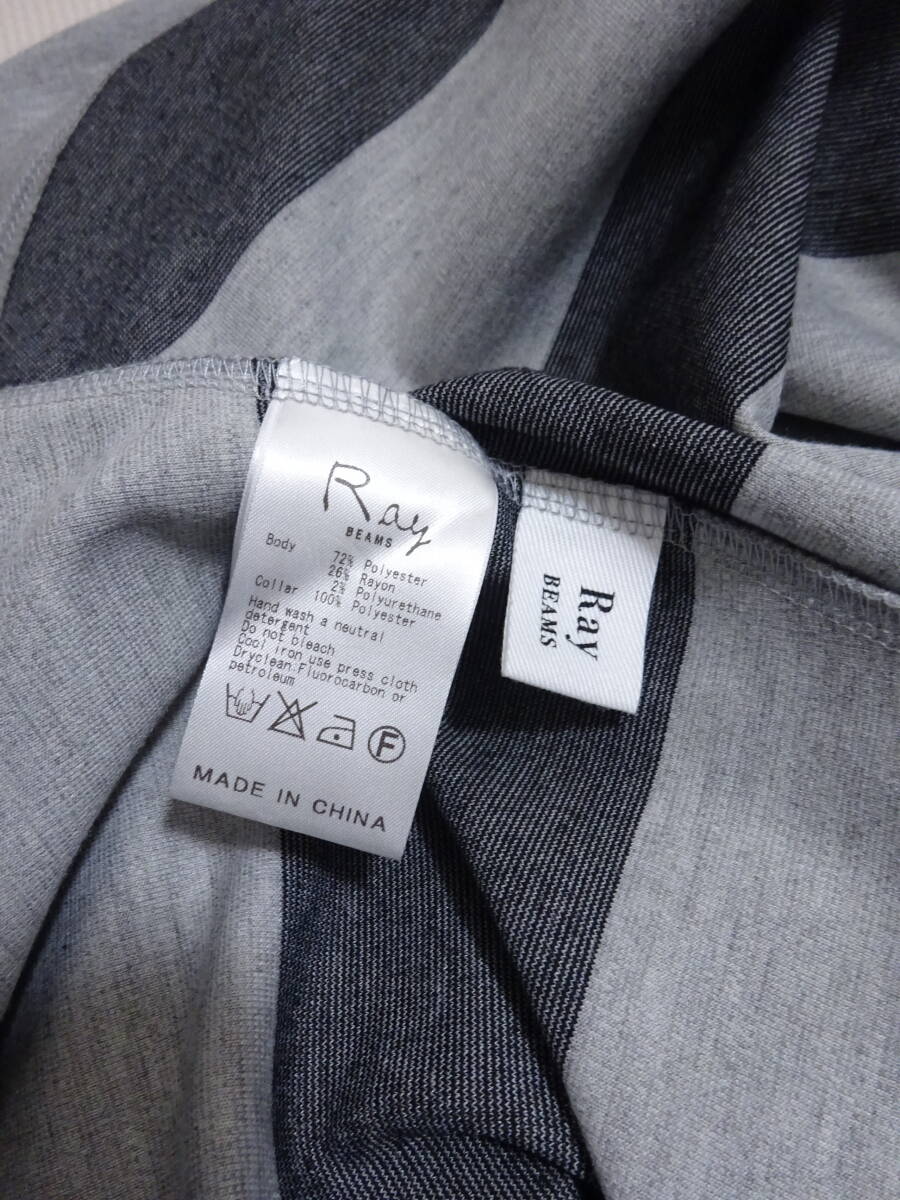 Ray
BEAMS
Body 72% Polyester
26% Rayon
2% Polyurethane
Collar 100% Polyester
Hand wash a neutral
detergent
Do not bleach
Cool iron use press cloth
Dryclean:Fluorocarbon or
petroleum
F
MADE IN CHINA
Ray
BEAMS